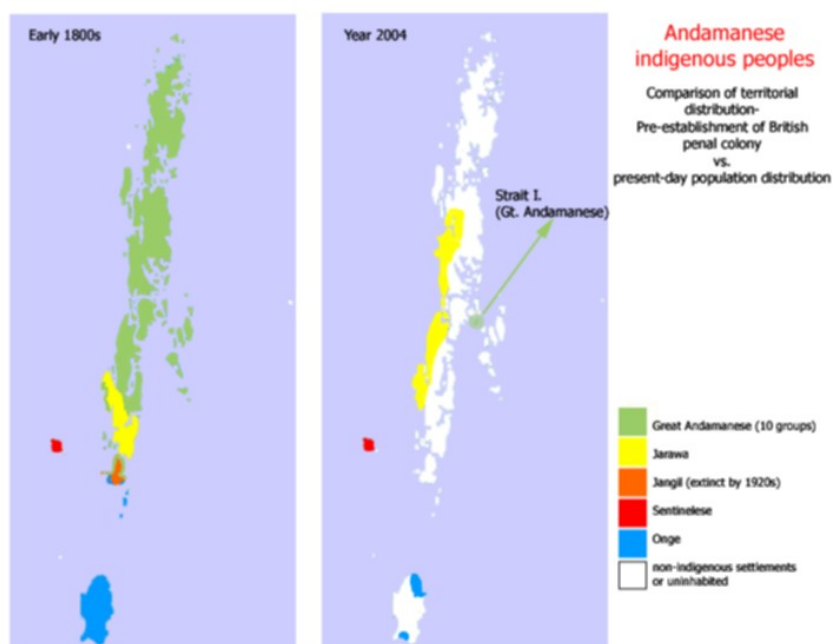 Early 1800s
Year 2004
Strait I.
(Gt. Andamanese)
Andamanese
indigenous peoples
Comparison of territorial
distribution-
Pre-establishment of British
penal colony
vs.
present-day population distribution
Great Andamanese (10 groups)
Jarawa
Jangil (extinct by 1920s)
Sentinelese
Onge
non-indigenous settlements
or uninhabited